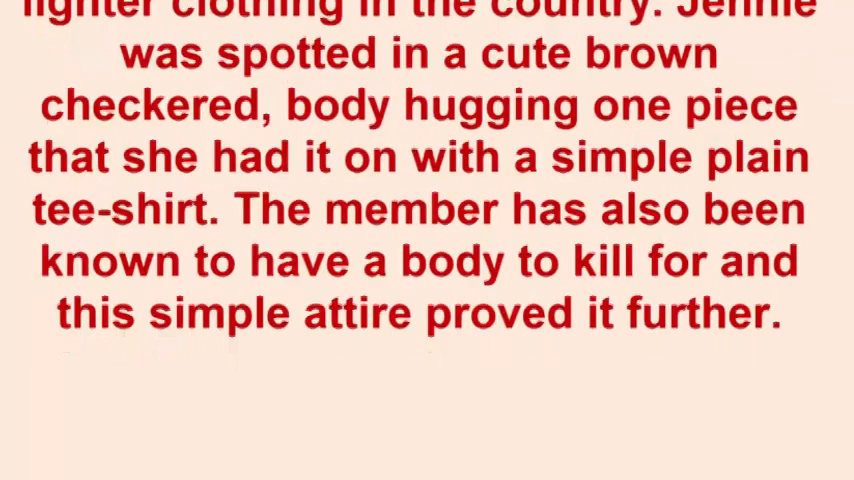 lighter clothing in the country. Jennie
was spotted in a cute brown
checkered, body hugging one piece
that she had it on with a simple plain
tee-shirt. The member has also been
known to have a body to kill for and
this simple attire proved it further.